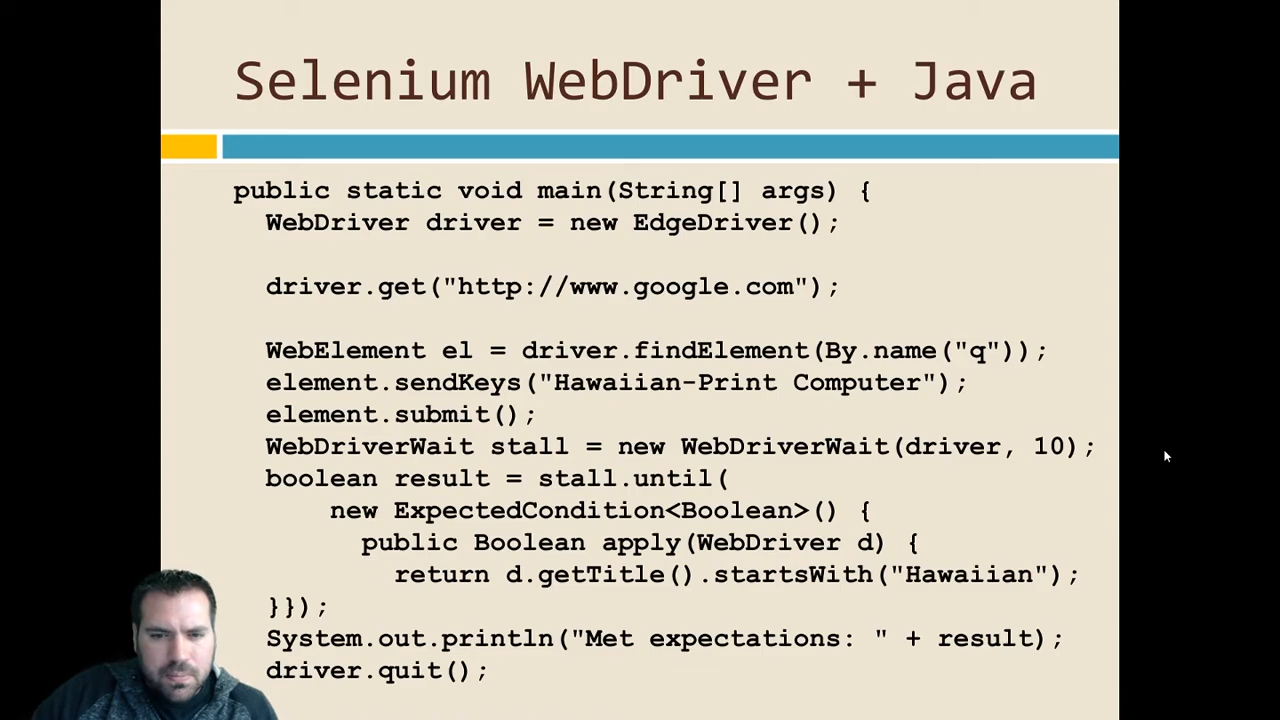 Selenium WebDriver + Java
public static void main(String[] args) {
WebDriver driver = new EdgeDriver();
driver.get("http://www.google.com");
WebElement el = driver.findElement(By.name("q"));
element.sendKeys("Hawaiian-Print Computer");
element.submit();
WebDriverWait stall = new WebDriverWait(driver, 10);
boolean result = stall.until(
new ExpectedCondition<Boolean>() {
public Boolean apply(WebDriver d) {
return d.getTitle().startsWith("Hawaiian");
}});
System.out.println("Met expectations: " + result);
driver.quit();